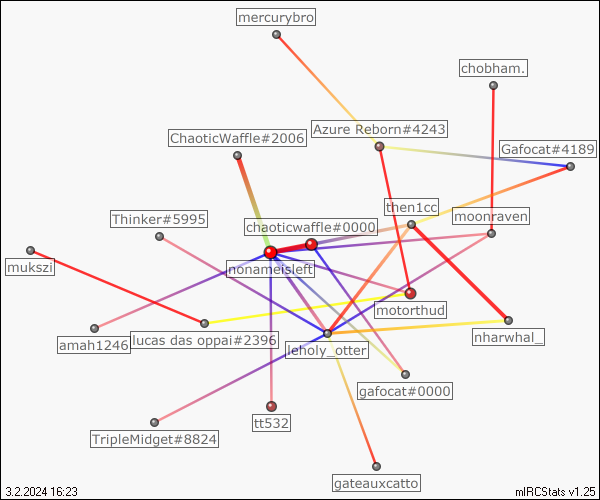 mercurybro
chobham.
Azure Reborn#4243
ChaoticWaffle#2006
Gafocat#4189
then1cc
Thinker#5995
moonraven
chaoticwaffle#0000
mukszi
nonameisleft
motorthud
amah1246
lucas das oppai#2396
nharwhal_
leholy_otter
gafocat#0000
tt532
TripleMidget#8824
gateauxcatto
3.2.2024 16:23
mIRCStats v1.25